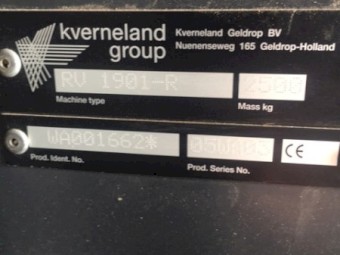 kverneland
group
Kverneland Geldrop BV
Nuenenseweg 165 Geldrop-Holland
RV 1901-R
2500
Machine type
Mass kg
WA001662*
Prod. Ident. No.
Prod. Series No.
CE